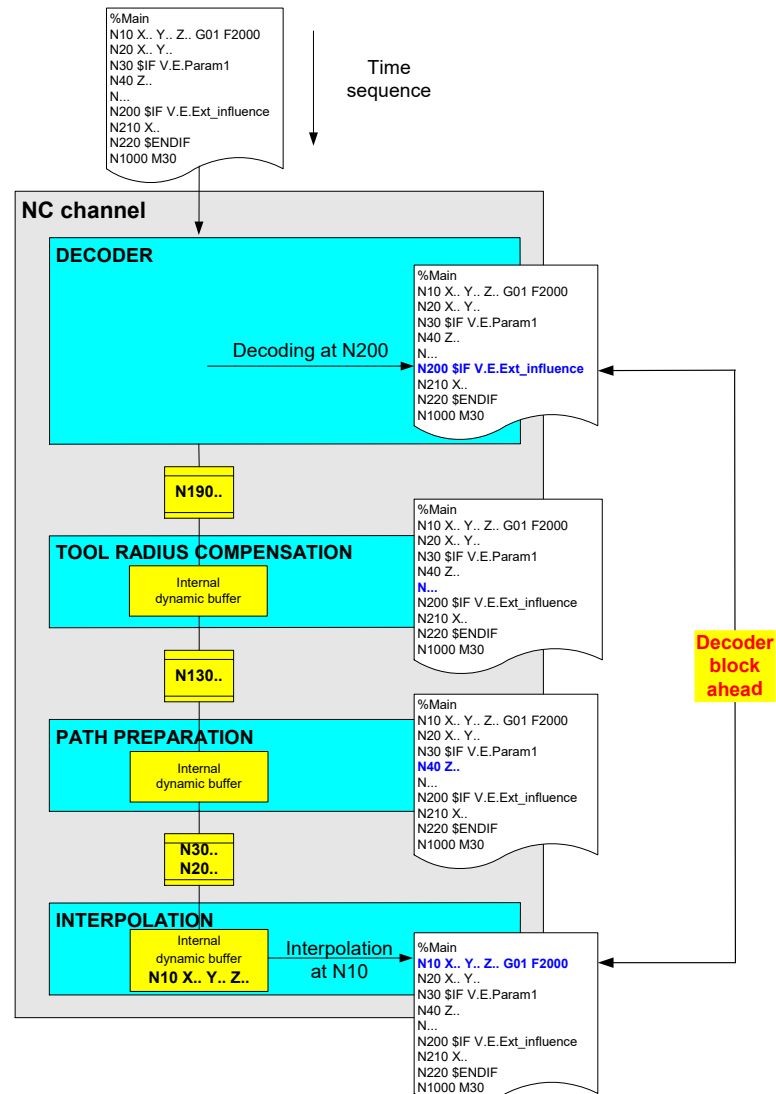 %Main
N10 X.. Y.. Z.. G01 F2000
N20 X.. Y..
N30 $IF V.E.Param1
N40 Z..
N...
N200 $IF V.E.Ext_influence
N210 X..
N220 $ENDIF
N1000 M30
Time
sequence
NC channel
DECODER
Decoding at N200
%Main
N10 X.. Y.. Z.. G01 F2000
N20 X.. Y..
N30 $IF V.E.Param1
N40 Z..
N...
N200 $IF V.E.Ext_influence
N210 X..
N220 $ENDIF
N1000 M30
N190..
TOOL RADIUS COMPENSATION
Internal
dynamic buffer
%Main
N10 X.. Y.. Z.. G01 F2000
N20 X.. Y..
N30 $IF V.E.Param1
N40 Z..
N...
N200 $IF V.E.Ext_influence
N210 X..
N220 $ENDIF
N1000 M30
Decoder
block
ahead
N130..
PATH PREPARATION
Internal
dynamic buffer
%Main
N10 X.. Y.. Z.. G01 F2000
N20 X.. Y..
N30 $IF V.E.Param1
N40 Z..
N...
N200 $IF V.E.Ext_influence
N210 X..
N220 $ENDIF
N1000 M30
N30..
N20..
INTERPOLATION
Internal
dynamic buffer
N10 X.. Y.. Z..
Interpolation
at N10
%Main
N10 X.. Y.. Z.. G01 F2000
N20 X.. Y..
N30 $IF V.E.Param1
N40 Z..
N...
N200 $IF V.E.Ext_influence
N210 X..
N220 $ENDIF
N1000 M30